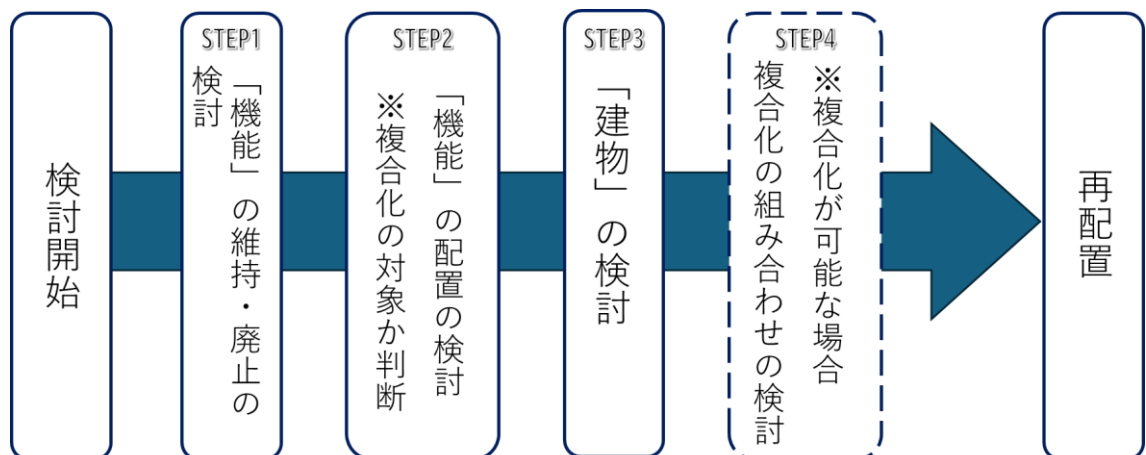 検討開始
STEP1
「機能」の維持・廃止の
検討
STEP2
「機能」の配置の検討
※複合化の対象か判断
STEP3
「建物」の検討
STEP4
※複合化が可能な場合
複合化の組み合わせの検討
再配置